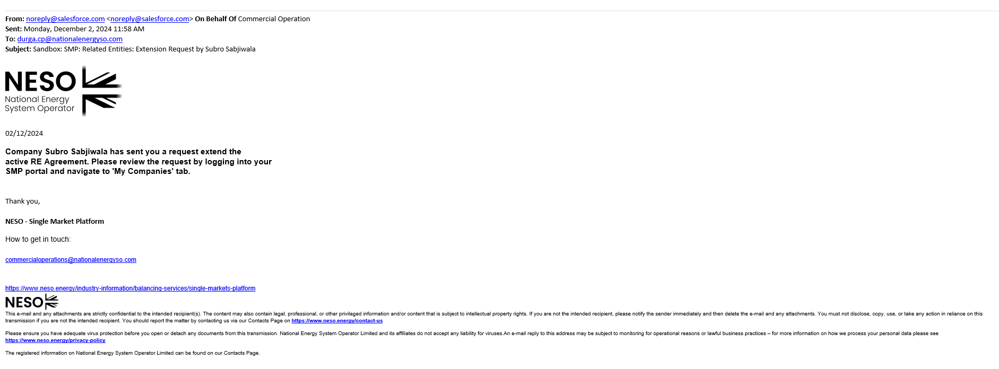 From: noreply@salesforce.com <noreply@salesforce.com> On Behalf Of Commercial Operation
Sent: Monday, December 2, 2024 11:58 AM
To: durga.cp@nationalenergyso.com
Subject: Sandbox: SMP: Related Entities: Extension Request by Subro Sabjiwala
NESO
National Energy
System Operator
02/12/2024
Company Subro Sabjiwala has sent you a request extend the
active RE Agreement. Please review the request by logging into your
SMP portal and navigate to 'My Companies' tab.
Thank you,
NESO - Single Market Platform
How to get in touch:
commercialoperations@nationalenergyso.com
https://www.neso.energy/industry-information/balancing-services/single-markets-platform
NESO
This e-mail and any attachments are strictly confidential to the intended recipient(s). The content may also contain legal, professional, or other privileged information and/or content that is subject to intellectual property rights. If you are not the intended recipient, please notify the sender immediately and then delete the e-mail and any attachments. You must not disclose, copy, use, or take any action in reliance on this
transmission if you are not the intended recipient. You should report the matter by contacting us via our Contacts Page on https://www.neso.energy/contact-us
Please ensure you have adequate virus protection before you open or detach any documents from this transmission. National Energy System Operator Limited and its affiliates do not accept any liability for viruses.An e-mail reply to this address may be subject to monitoring for operational reasons or lawful business practices – for more information on how we process your personal data please see
https://www.neso.energy/privacy-policy
The registered information on National Energy System Operator Limited can be found on our Contacts Page.